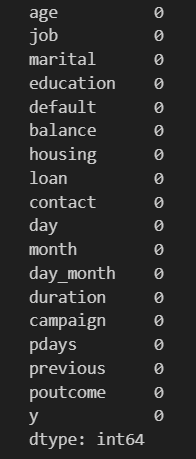 age 0
job 0
marital 0
education 0
default 0
balance 0
housing 0
loan 0
contact 0
day 0
month 0
day_month 0
duration 0
campaign 0
pdays 0
previous 0
poutcome 0
y 0
dtype: int64